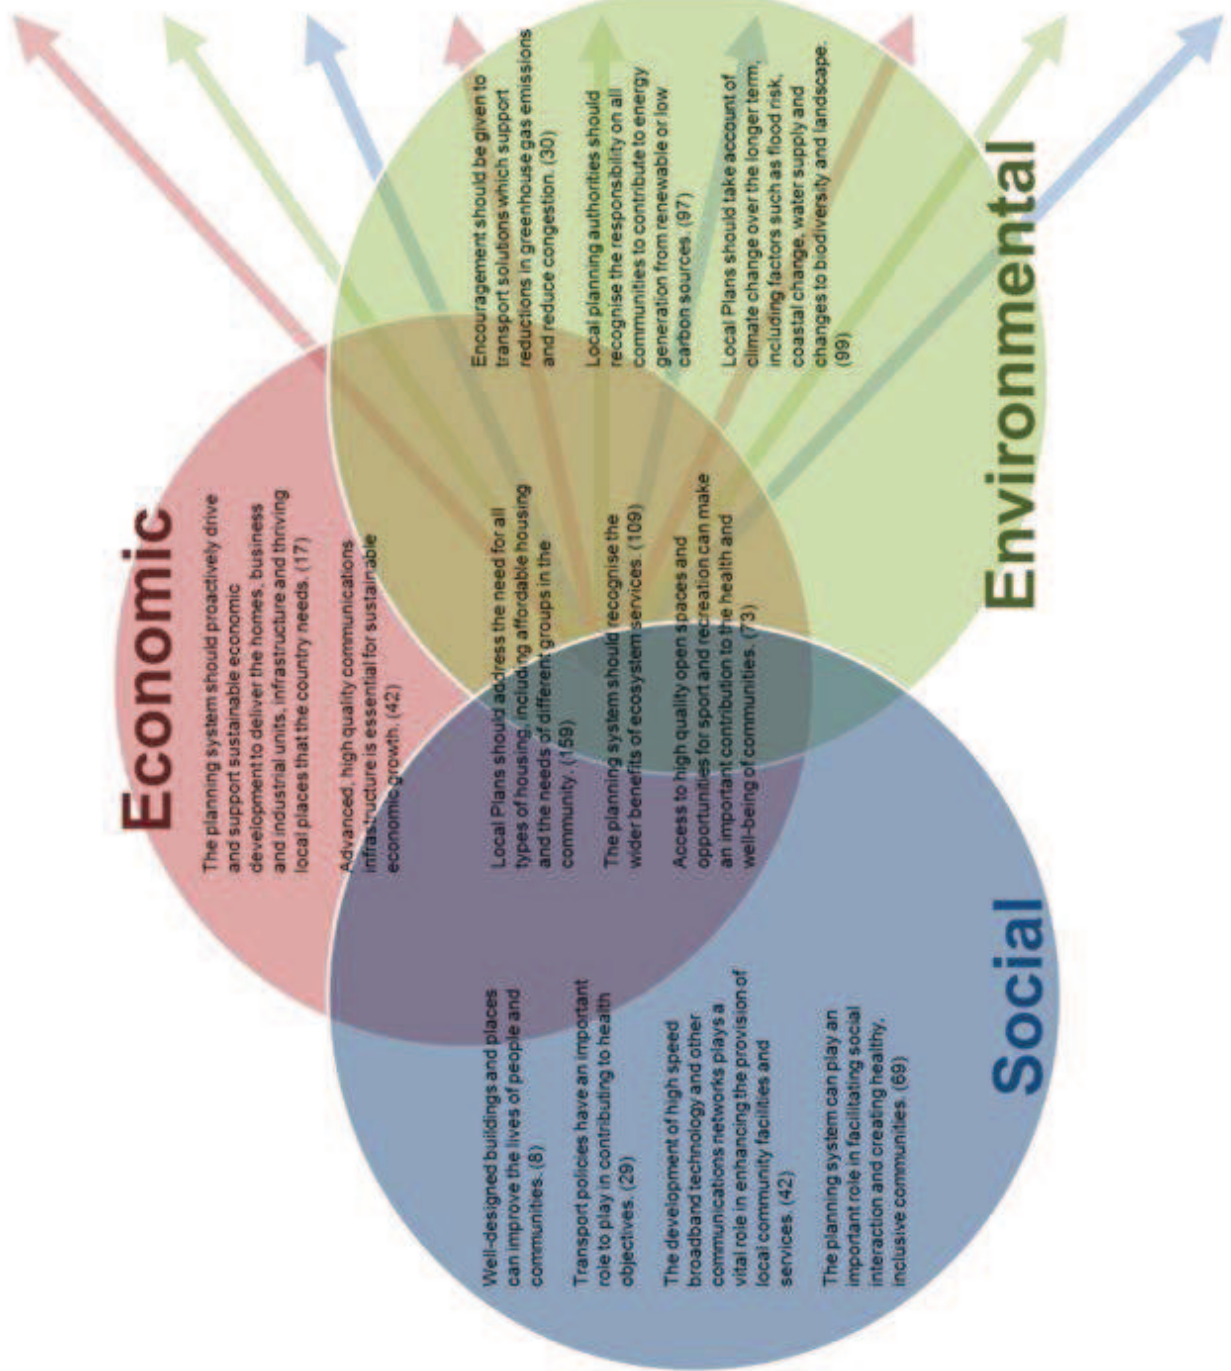 Economic
The planning system should proactively drive
and support sustainable economic
development to deliver the homes, business
and industrial units, infrastructure and thriving
local places that the country needs. (17)
Advanced, high quality communications
infrastructure is essential for sustainable
economic growth. (42)
Well-designed buildings and places
can improve the lives of people and
communities. (8)
Transport policies have an important
role to play in contributing to health
objectives. (29)
The development of high speed
broadband technology and other
communications networks plays a
vital role in enhancing the provision of
local community facilities and
services. (42)
The planning system can play an
important role in facilitating social
interaction and creating healthy,
inclusive communities. (69)
Social
Local Plans should address the need for all
types of housing, including affordable housing
and the needs of different groups in the
community. (159)
The planning system should recognise the
wider benefits of ecosystem services. (109)
Access to high quality open spaces and
opportunities for sport and recreation can make
an important contribution to the health and
well-being of communities. (73)
Encouragement should be given to
transport solutions which support
reductions in greenhouse gas emissions
and reduce congestion. (30)
Local planning authorities should
recognise the responsibility on all
communities to contribute to energy
generation from renewable or low
carbon sources. (97)
Local Plans should take account of
climate change over the longer term,
including factors such as flood risk,
coastal change, water supply and
changes to biodiversity and landscape.
(99)
Environmental